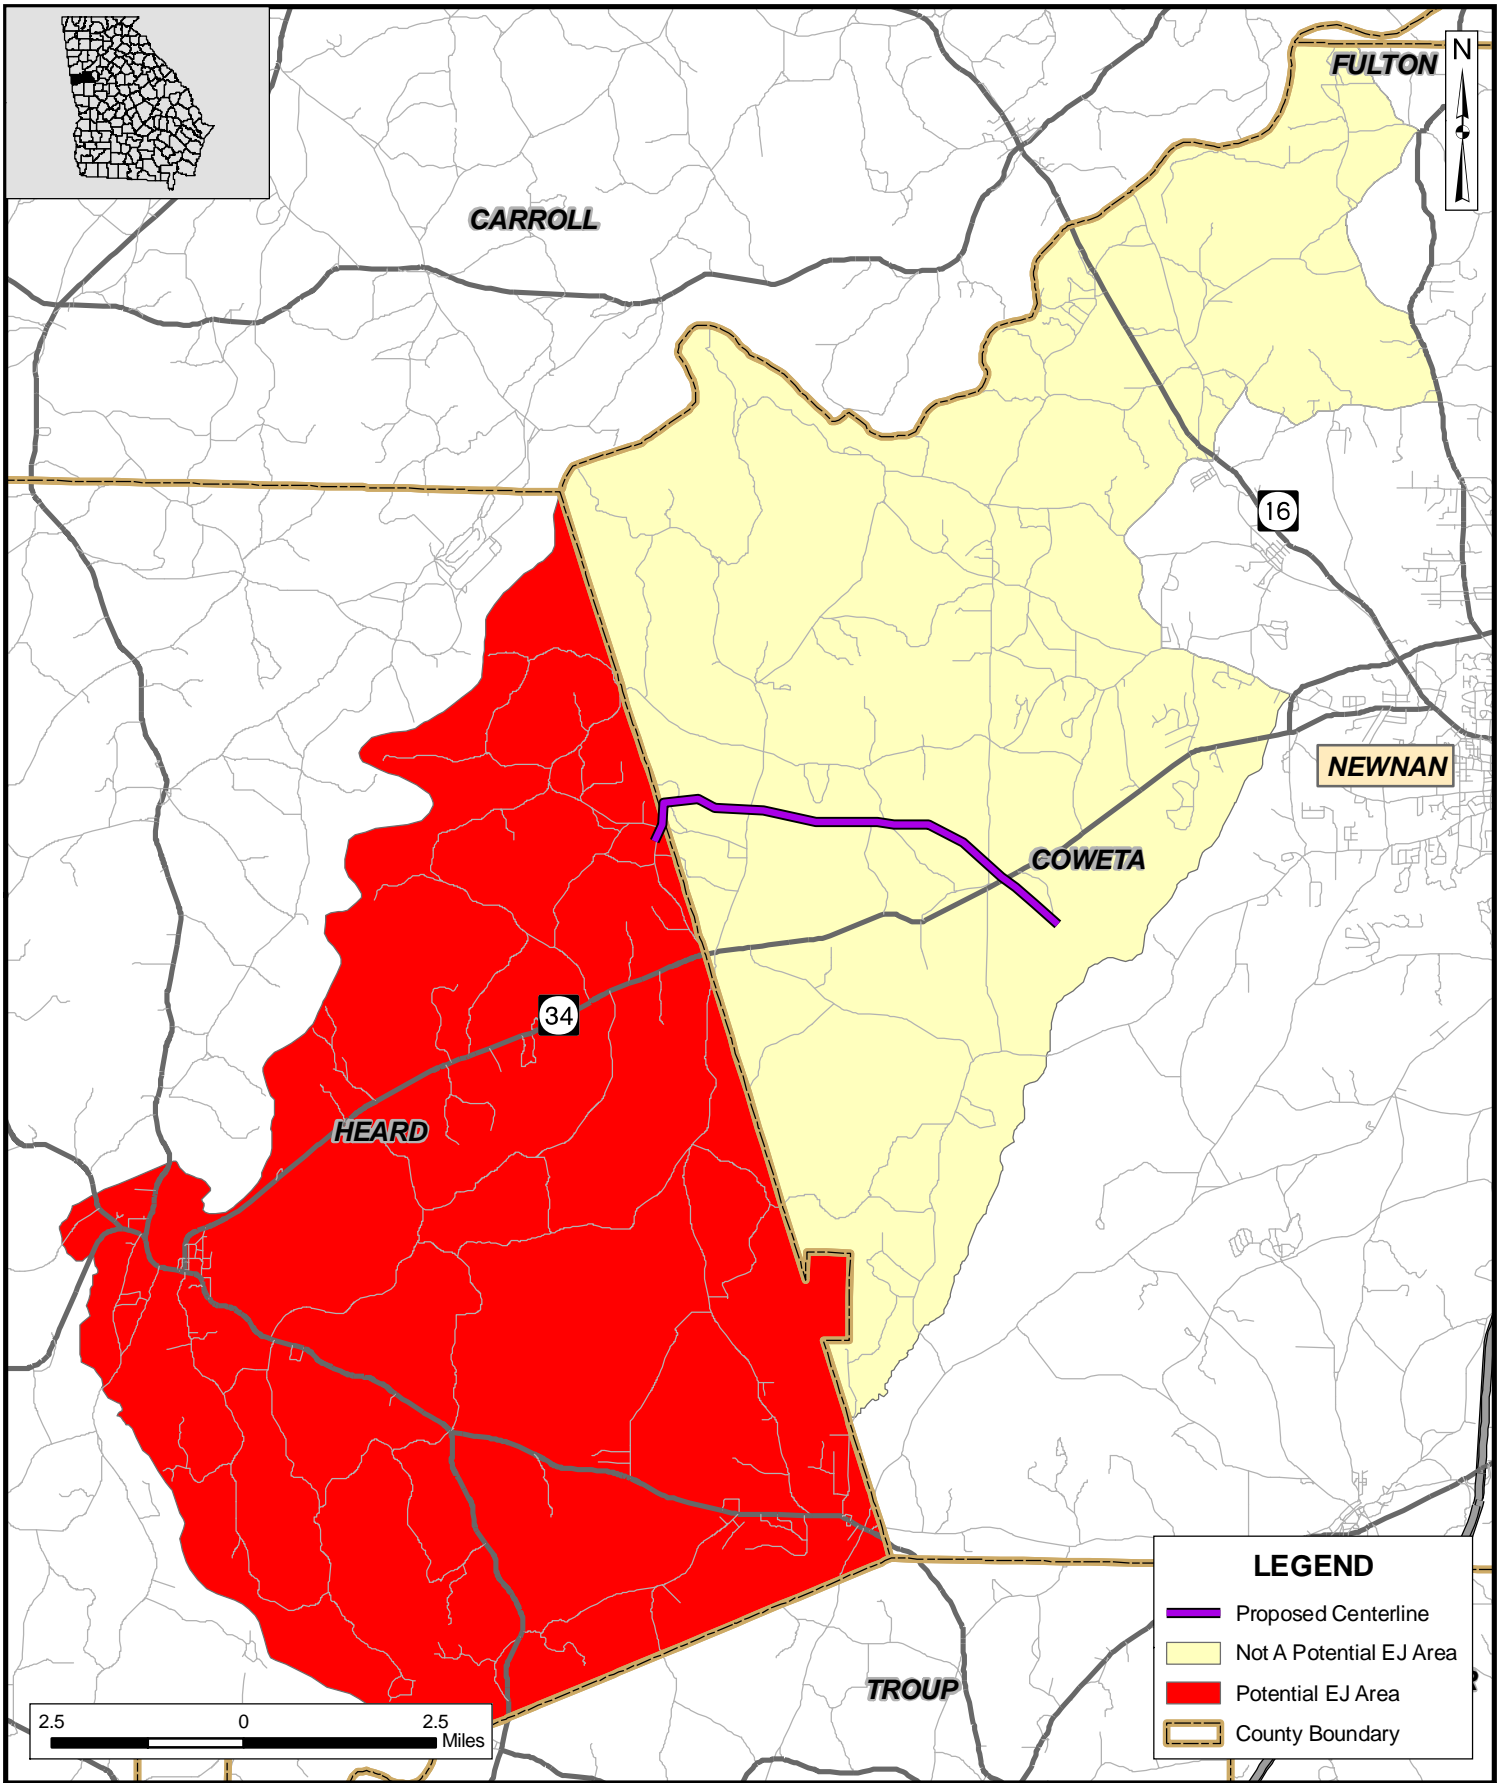 FULTON
N
CARROLL
16
NEWNAN
COWETA
34
HEARD
TROUP
LEGEND
Proposed Centerline
Not A Potential EJ Area
Potential EJ Area
County Boundary
R
2.5 0 2.5
Miles